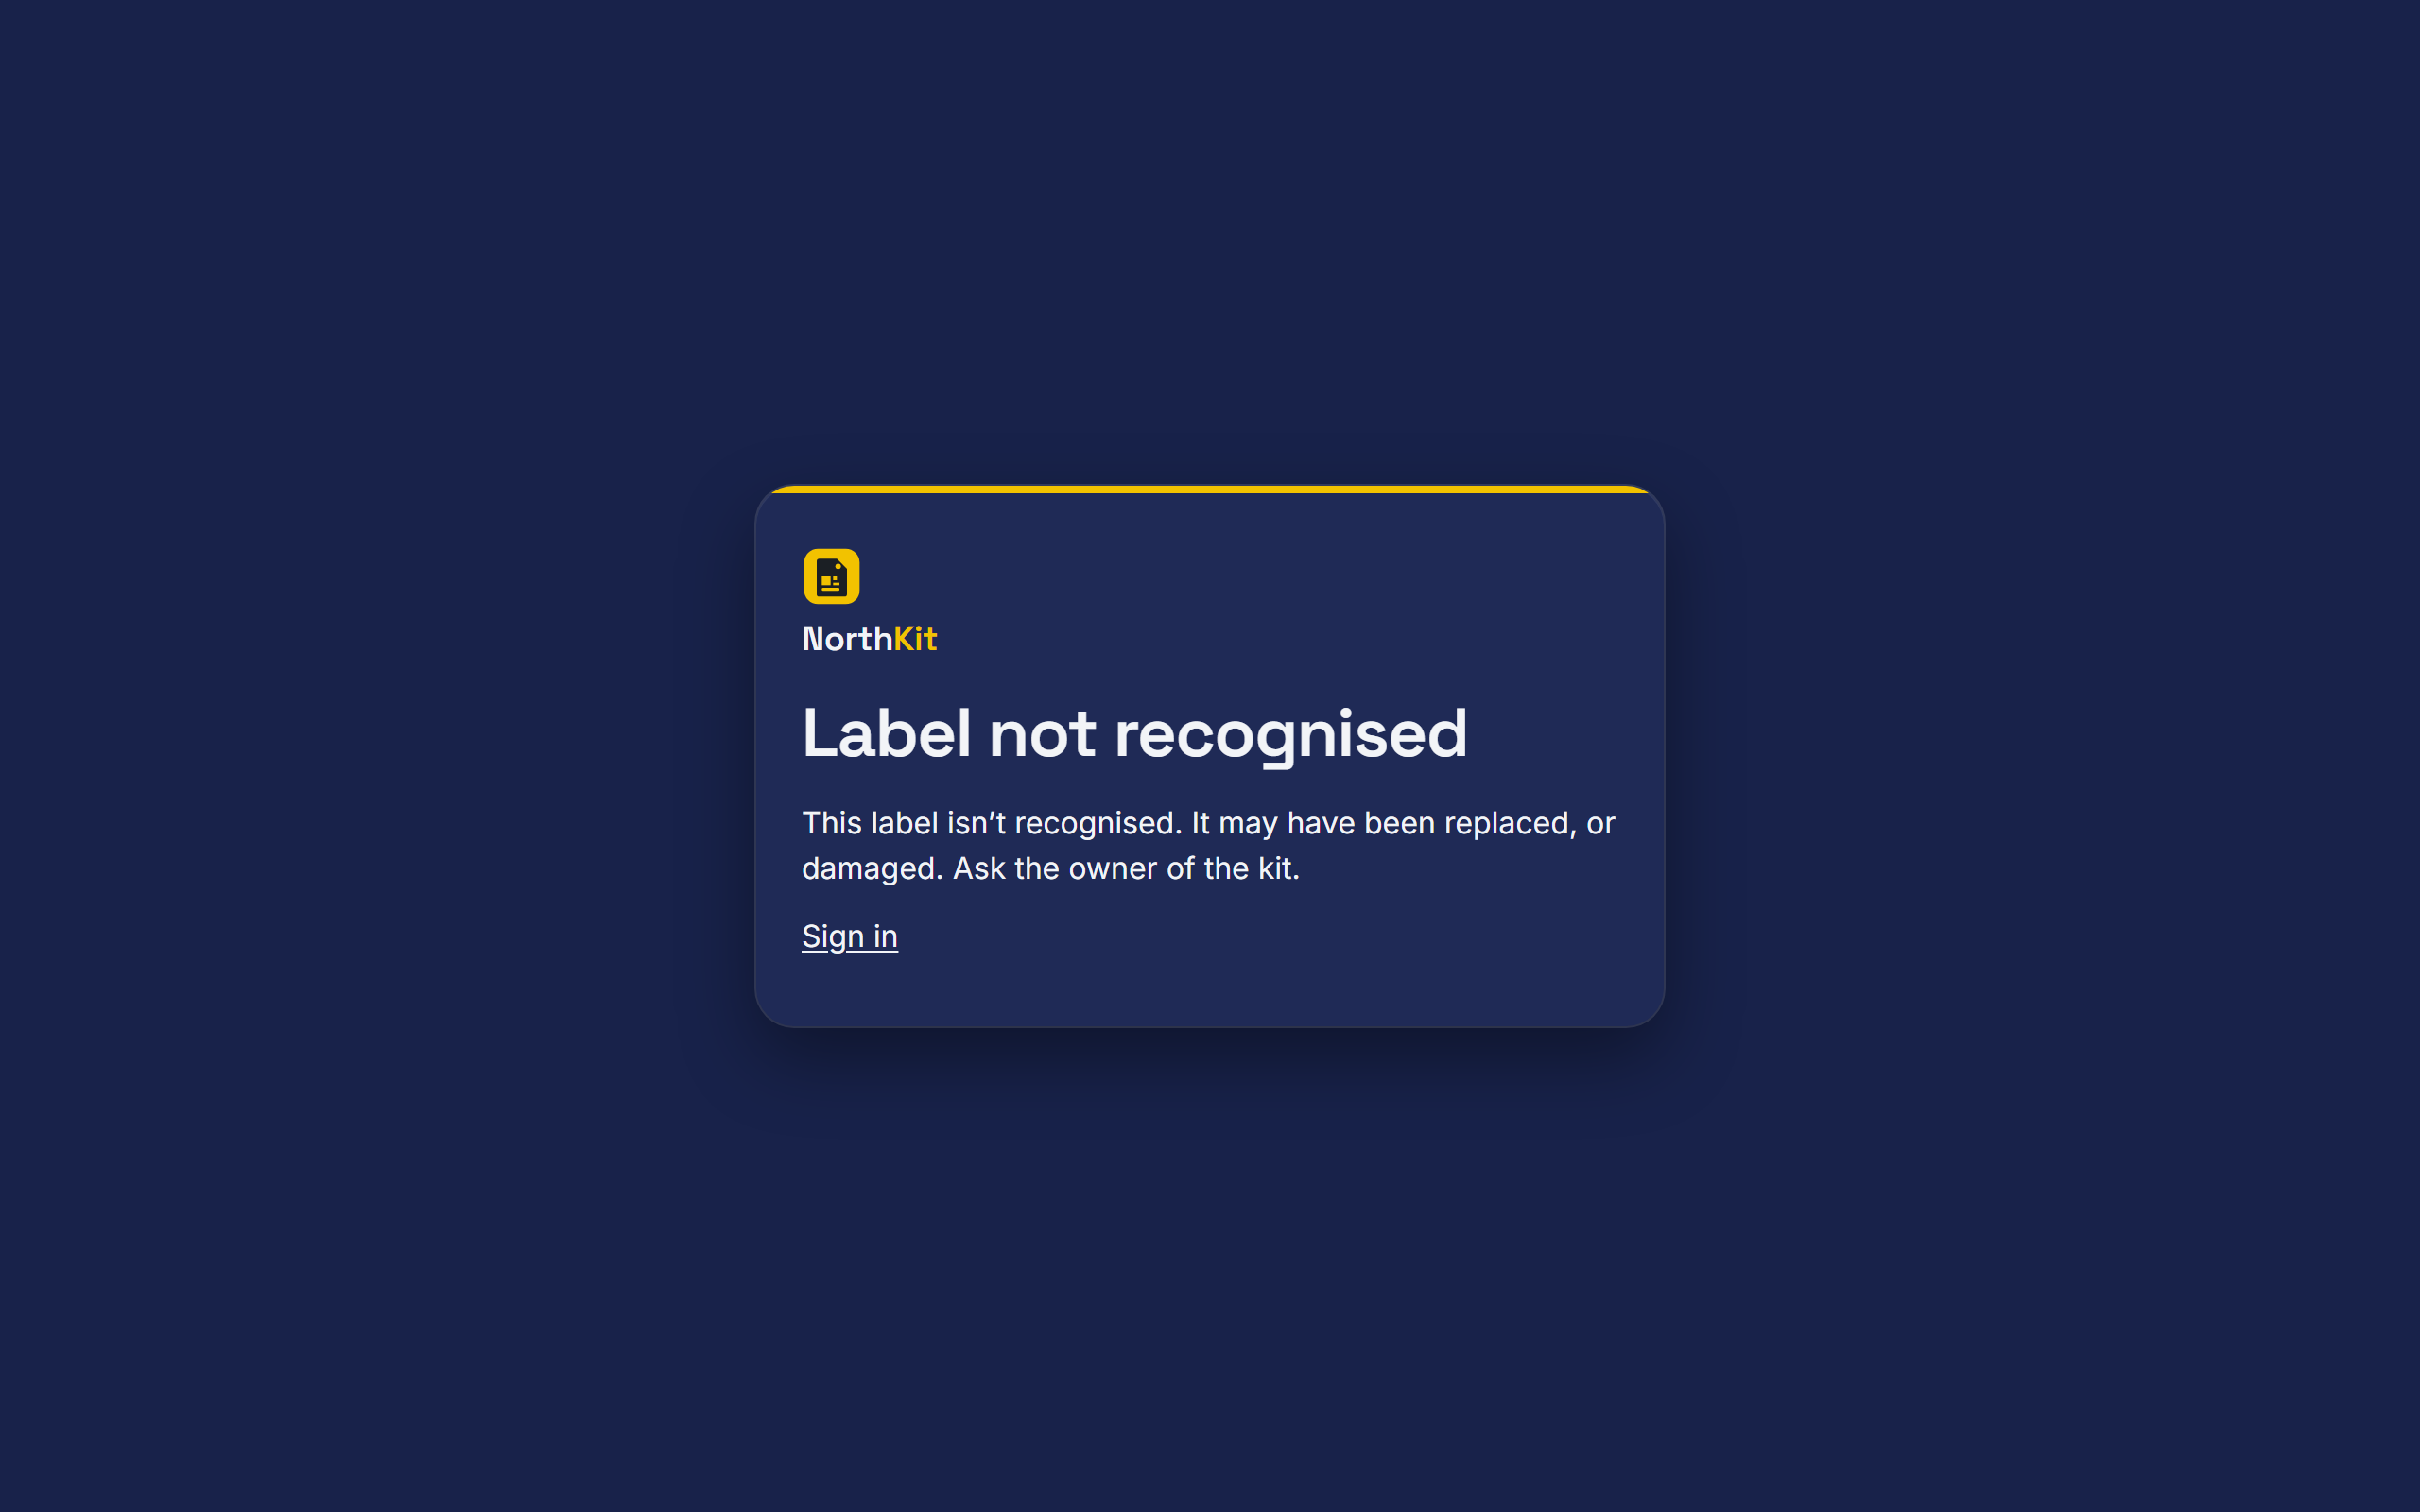 NorthKit
Label not recognised
This label isn’t recognised. It may have been replaced, or
damaged. Ask the owner of the kit.
Sign in